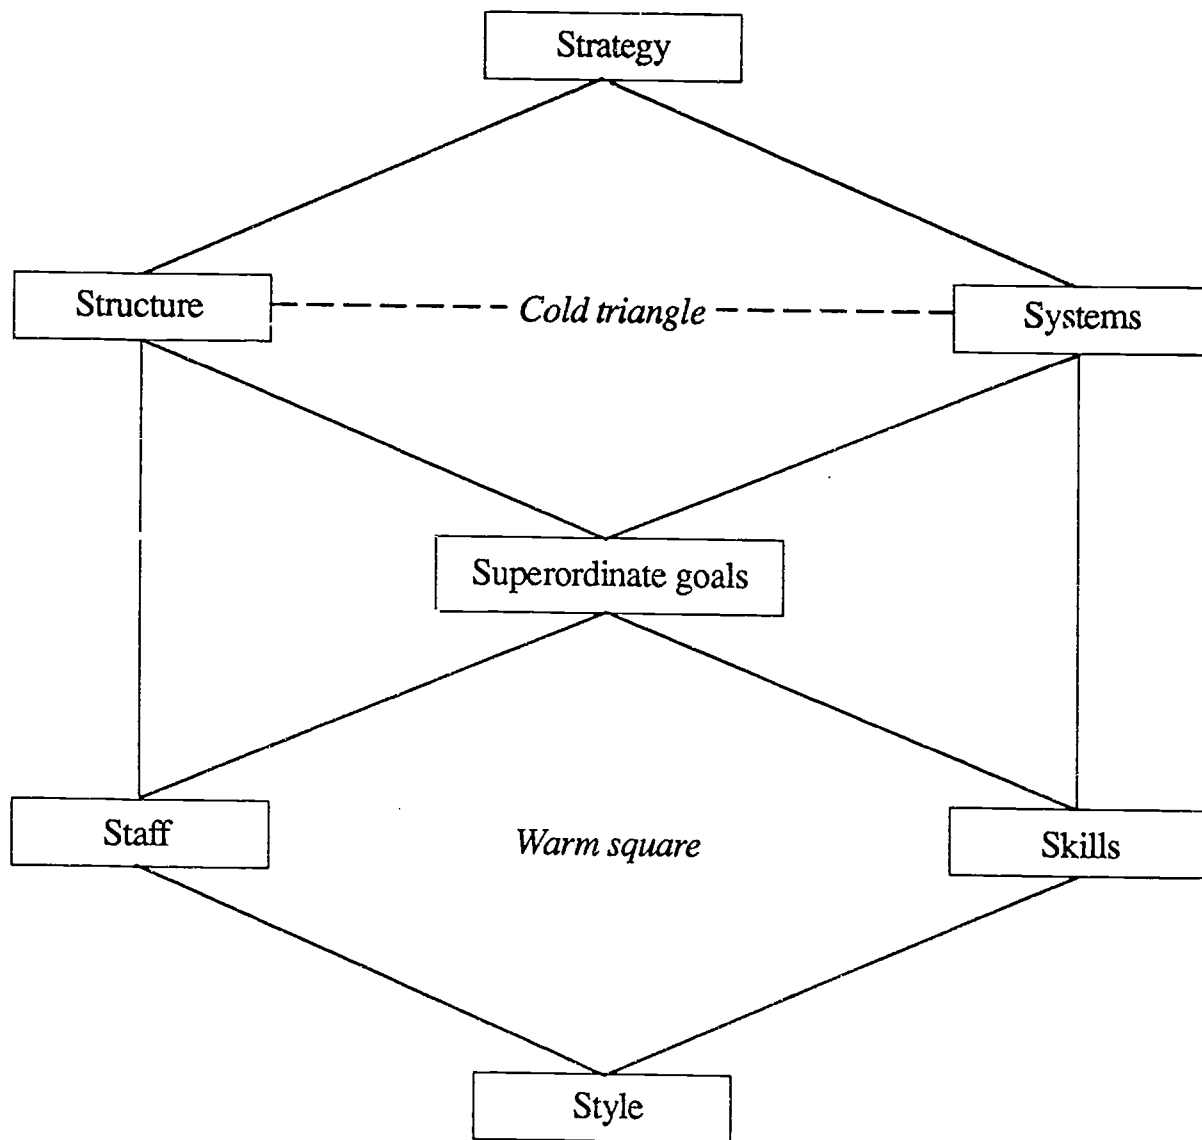 Strategy
Structure
Cold triangle
Systems
Superordinate goals
Staff
Warm square
Skills
Style